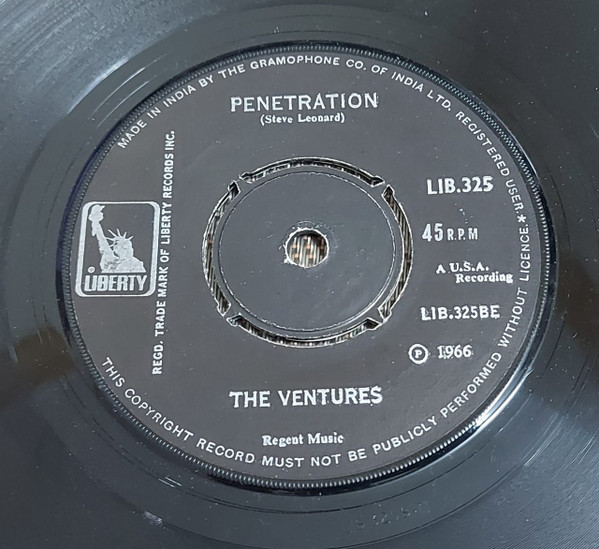 MADE IN INDIA BY THE GRAMOPHONE CO. OF INDIA LTD. REGISTERED USER.*
PENETRATION
(Steve Leonard)
LIB.325
45 R.P.M
A U.S.A.
Recording
LIB.325BE
Ⓟ 1966
LIBERTY
REGD. TRADE MARK OF LIBERTY RECORDS INC.
THE VENTURES
Regent Music
THIS COPYRIGHT RECORD MUST NOT BE PUBLICLY PERFORMED WITHOUT LICENCE.